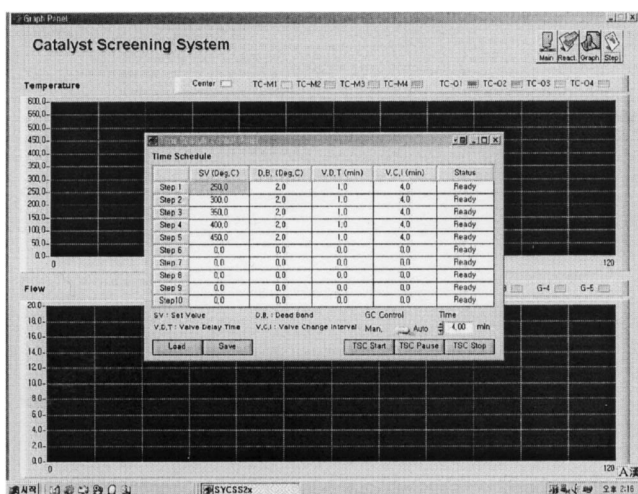 Graph Panel
Catalyst Screening System
Main React. Graph Step
Temperature
Center TC-M1 TC-M2 TC-M3 TC-M4 TC-O1 TC-O2 TC-O3 TC-O4
600.0
550.0
500.0
450.0
400.0
350.0
300.0
250.0
200.0
150.0
100.0
50.0
0.0
0 120
Time Schedule
SV (Deg,C) D,B, (Deg,C) V,D,T (min) V,C,I (min) Status
Step 1 250,0 2,0 1,0 4,0 Ready
Step 2 300,0 2,0 1,0 4,0 Ready
Step 3 350,0 2,0 1,0 4,0 Ready
Step 4 400,0 2,0 1,0 4,0 Ready
Step 5 450,0 2,0 1,0 4,0 Ready
Step 6 0,0 0,0 0,0 0,0 Ready
Step 7 0,0 0,0 0,0 0,0 Ready
Step 8 0,0 0,0 0,0 0,0 Ready
Step 9 0,0 0,0 0,0 0,0 Ready
Step10 0,0 0,0 0,0 0,0 Ready
SV : Set Value D,B, : Dead Band GC Control Time
V,D,T : Valve Delay Time V,C,I : Valve Change Interval Man, Auto 4,00 min
Load Save TSC Start TSC Pause TSC Stop
Flow
G-4 G-5
20.0
18.0
16.0
14.0
12.0
10.0
8.0
6.0
4.0
2.0
0.0
0 120
A漢
시작 SYCSS2x 오후 2:16